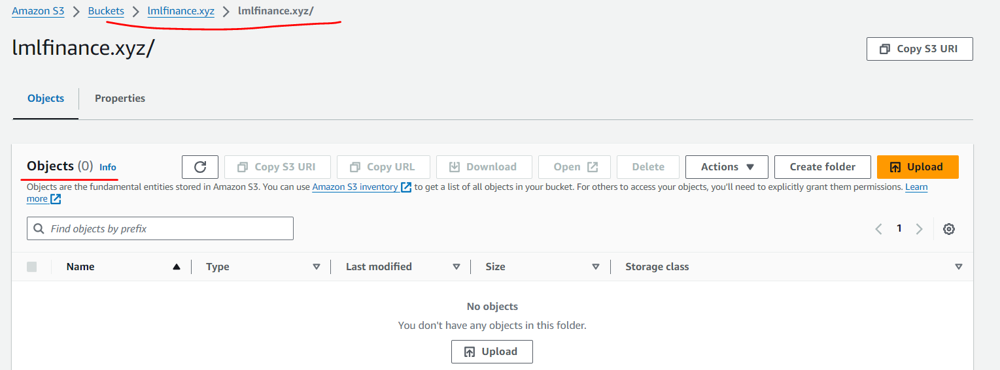 Amazon S3 > Buckets > lmlfinance.xyz > lmlfinance.xyz/
lmlfinance.xyz/
Copy S3 URI
Objects Properties
Objects (0) Info Copy S3 URI Copy URL Download Open Delete Actions Create folder Upload
Objects are the fundamental entities stored in Amazon S3. You can use Amazon S3 inventory to get a list of all objects in your bucket. For others to access your objects, you’ll need to explicitly grant them permissions. Learn
more
Find objects by prefix
1
Name Type Last modified Size Storage class
No objects
You don't have any objects in this folder.
Upload